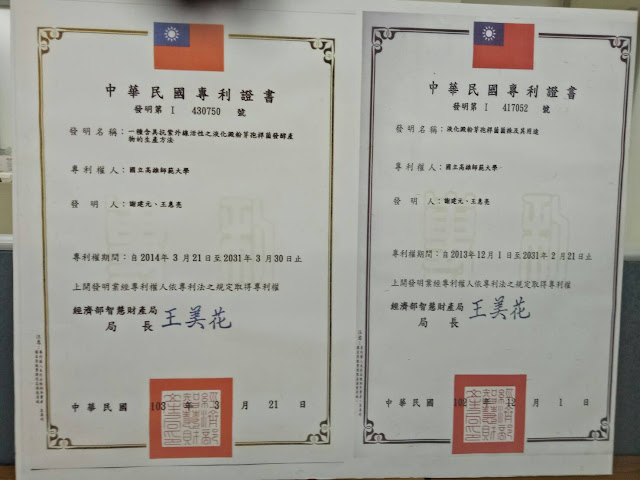 中華民國專利證書
發明第 I 430750 號
發明名稱：一種含具抗紫外線活性之液化澱粉芽孢桿菌發酵產
物的生產方法
專利權人：國立高雄師範大學
發明人：謝建元、王惠亮
專利權期間：自2014年3月21日至2031年3月30日止
上開發明業經專利權人依專利法之規定取得專利權
經濟部智慧財產局
局長 王美花
中華民國 103 年 3 月 21 日
中華民國專利證書
發明第 I 417052 號
發明名稱：液化澱粉芽孢桿菌菌株及其用途
專利權人：國立高雄師範大學
發明人：謝建元、王惠亮
專利權期間：自2013年12月1日至2031年2月21日止
上開發明業經專利權人依專利法之規定取得專利權
經濟部智慧財產局
局長 王美花
中華民國 102 年 12 月 1 日